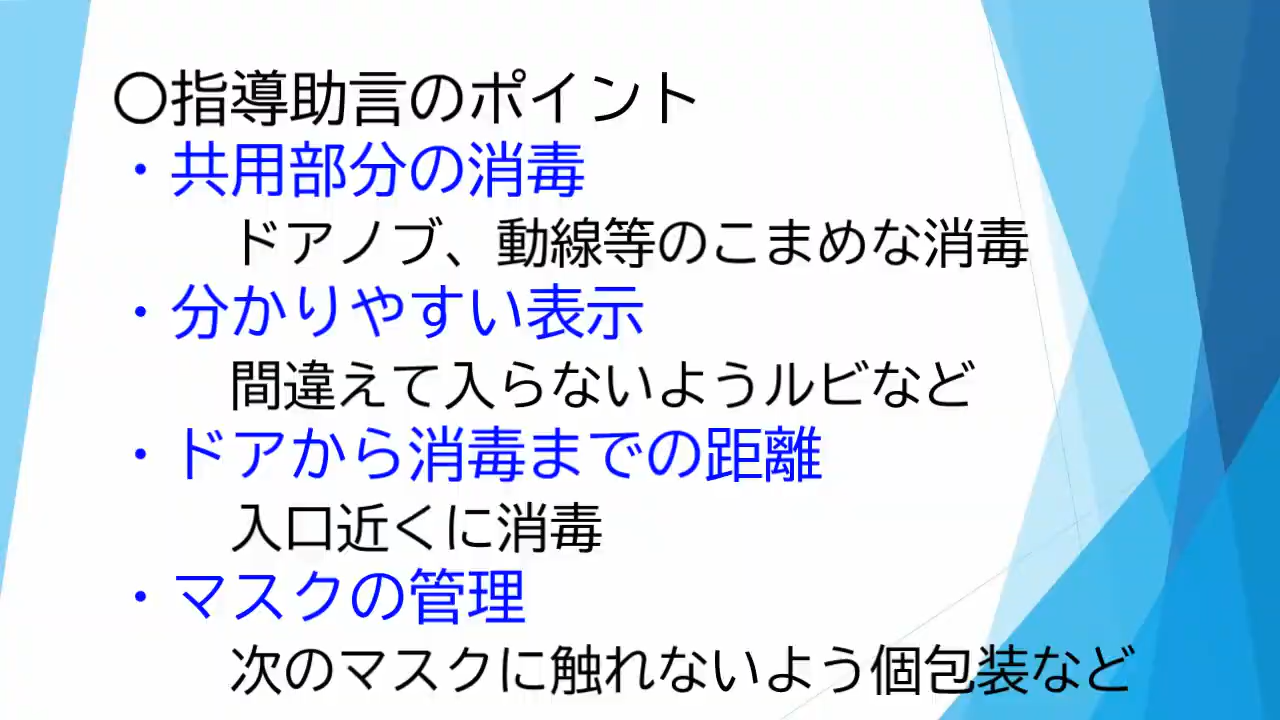 〇指導助言のポイント
・共用部分の消毒
ドアノブ、動線等のこまめな消毒
・分かりやすい表示
間違えて入らないようルビなど
・ドアから消毒までの距離
入口近くに消毒
・マスクの管理
次のマスクに触れないよう個包装など